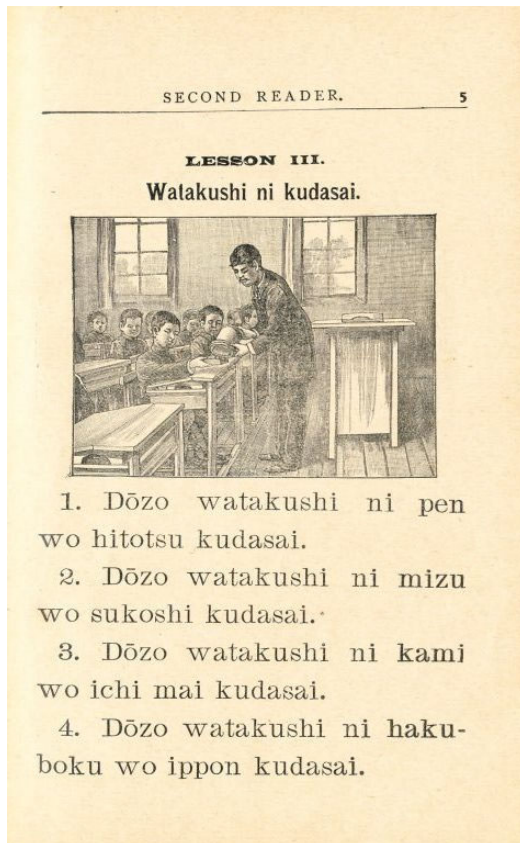 SECOND READER. 5
LESSON III.
Watakushi ni kudasai.
1. Dōzo watakushi ni pen
wo hitotsu kudasai.
2. Dōzo watakushi ni mizu
wo sukoshi kudasai.
3. Dōzo watakushi ni kami
wo ichi mai kudasai.
4. Dōzo watakushi ni haku-
boku wo ippon kudasai.